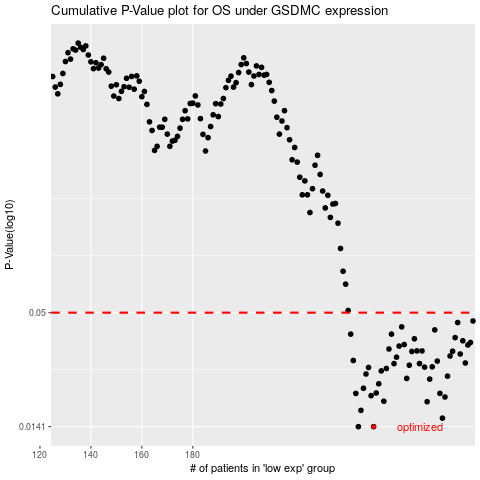 Cumulative P-Value plot for OS under GSDMC expression
P-Value(log10)
0.05
0.0141
optimized
120
140
160
180
# of patients in 'low exp' group